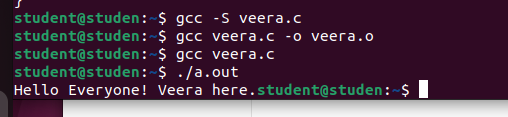 }
student@studen:~$ gcc -S veera.c
student@studen:~$ gcc veera.c -o veera.o
student@studen:~$ gcc veera.c
student@studen:~$ ./a.out
Hello Everyone! Veera here.student@studen:~$